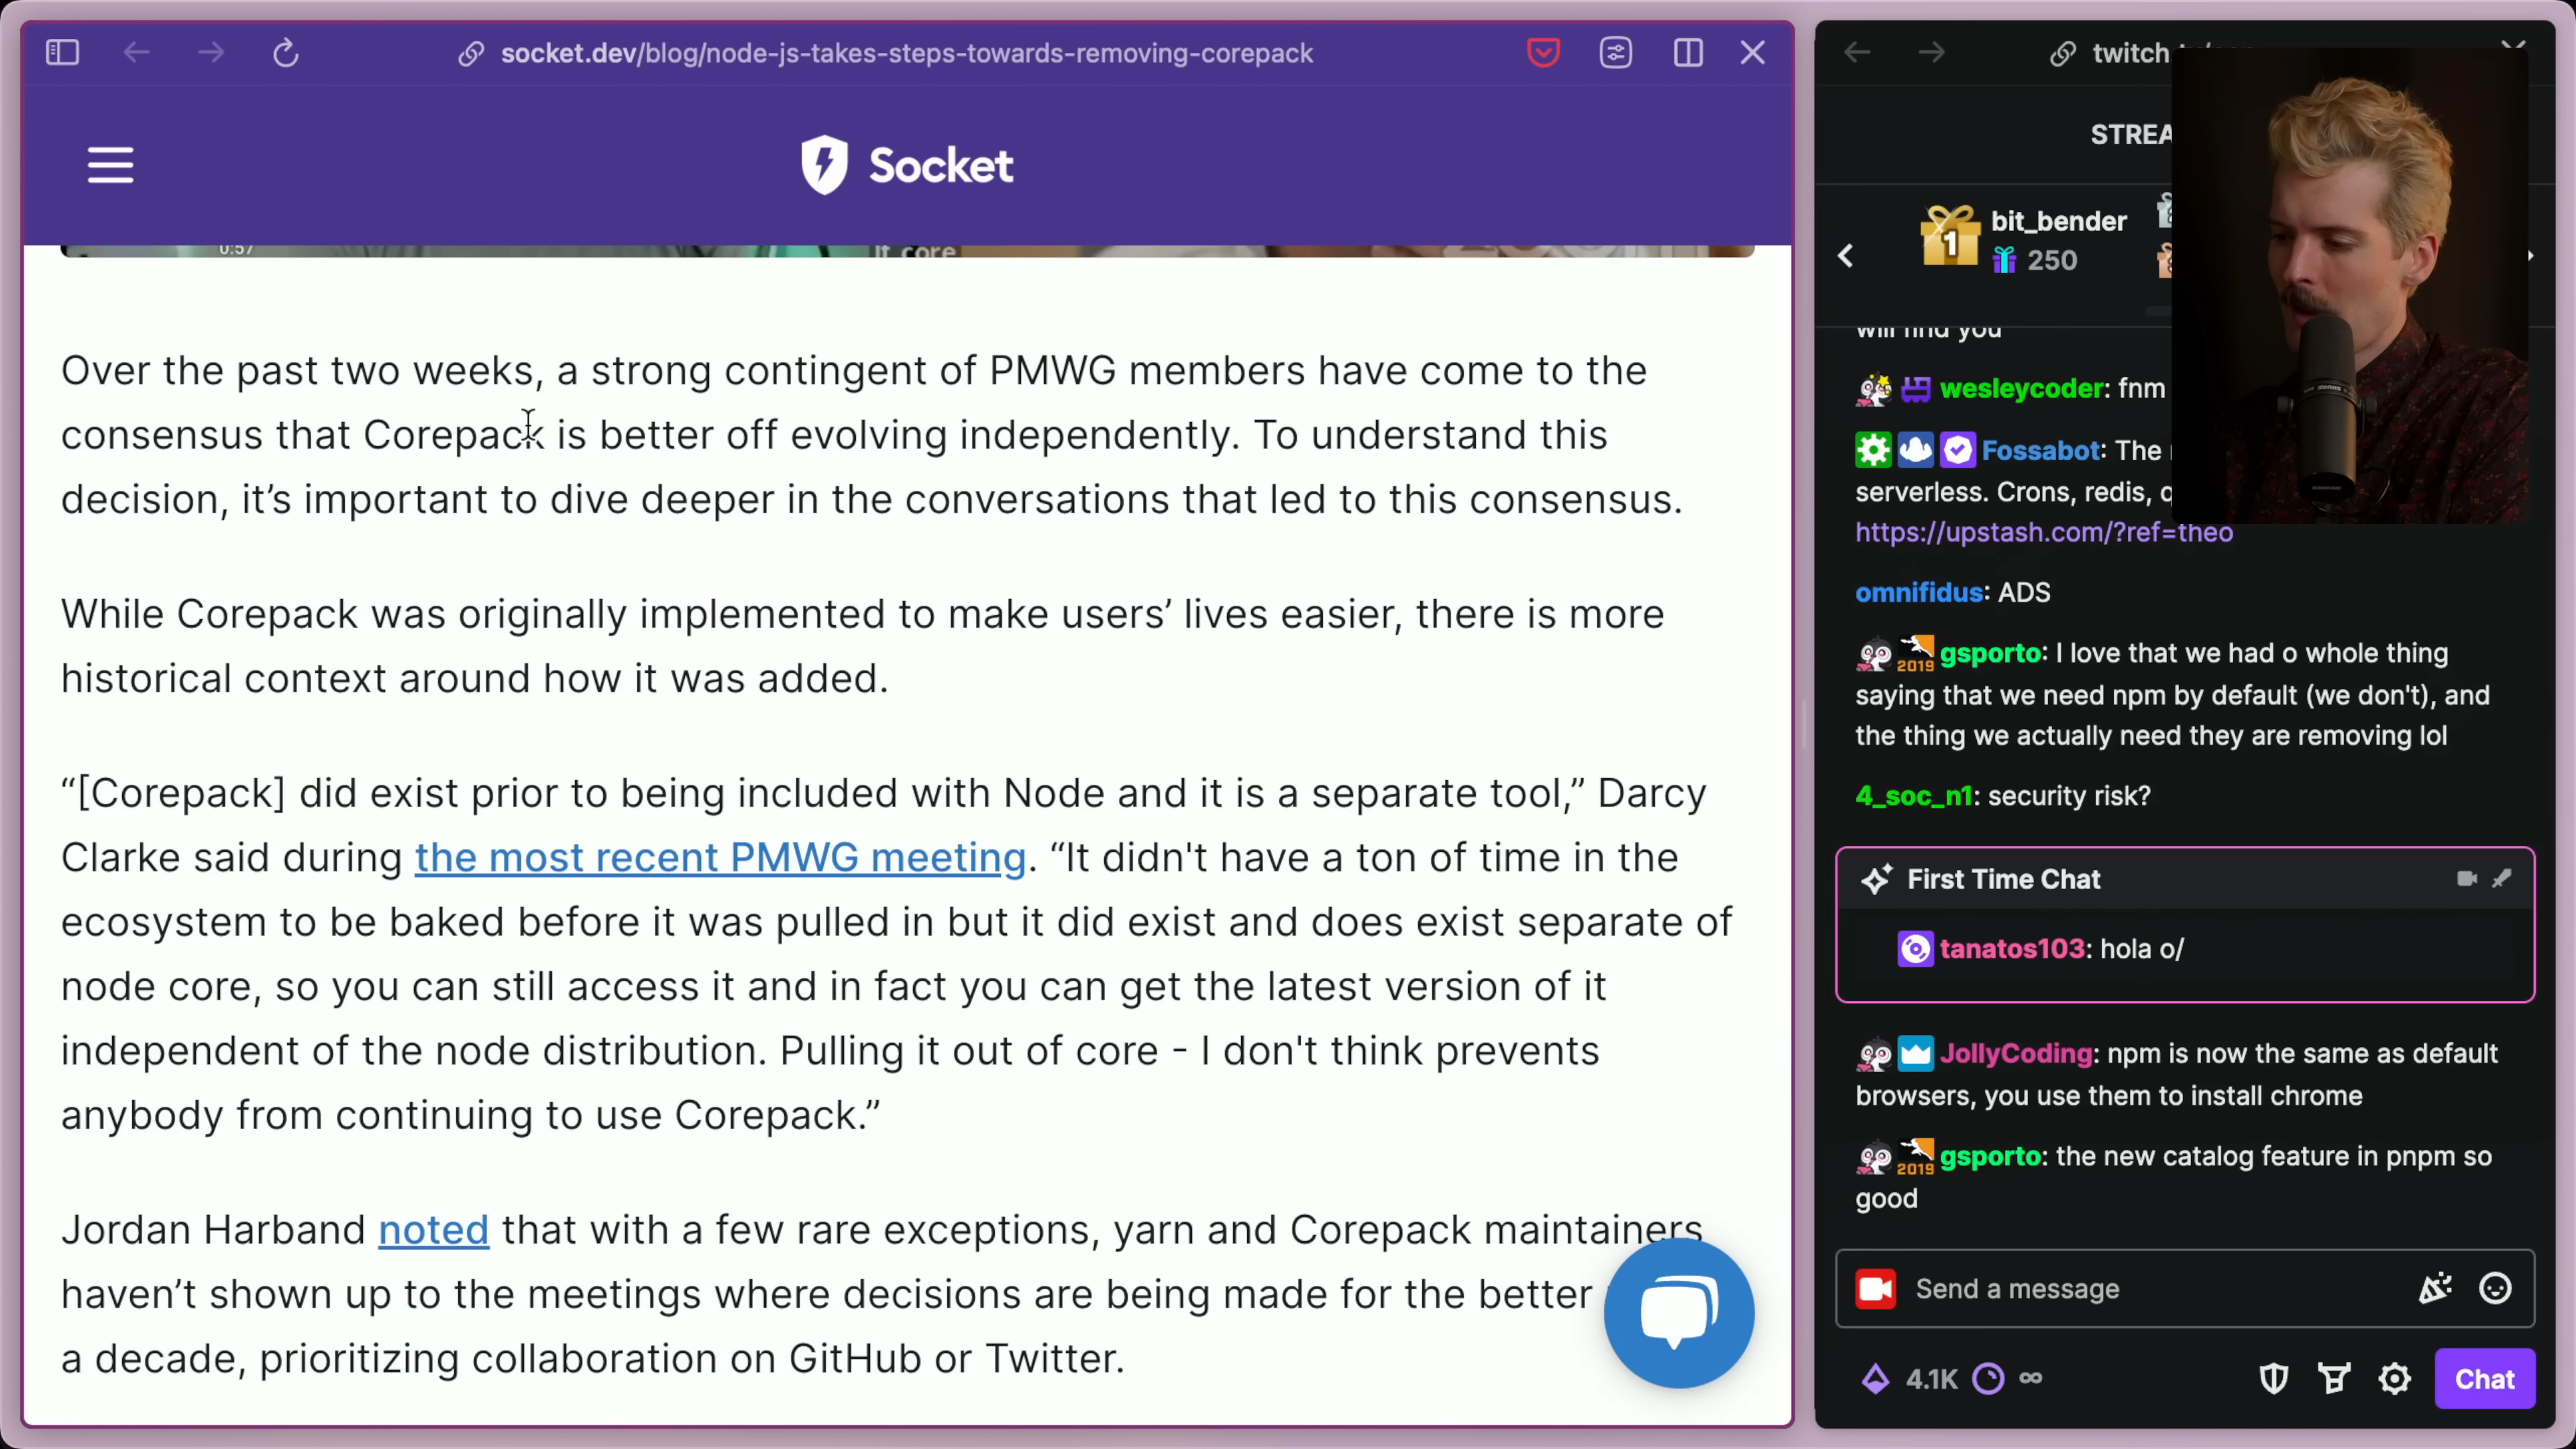 socket.dev/blog/node-js-takes-steps-towards-removing-corepack
Socket
0:57
it core
Over the past two weeks, a strong contingent of PMWG members have come to the
consensus that Corepack is better off evolving independently. To understand this
decision, it’s important to dive deeper in the conversations that led to this consensus.
While Corepack was originally implemented to make users’ lives easier, there is more
historical context around how it was added.
“[Corepack] did exist prior to being included with Node and it is a separate tool,” Darcy
Clarke said during the most recent PMWG meeting. “It didn't have a ton of time in the
ecosystem to be baked before it was pulled in but it did exist and does exist separate of
node core, so you can still access it and in fact you can get the latest version of it
independent of the node distribution. Pulling it out of core - I don't think prevents
anybody from continuing to use Corepack.”
Jordan Harband noted that with a few rare exceptions, yarn and Corepack maintainers
haven’t shown up to the meetings where decisions are being made for the better
a decade, prioritizing collaboration on GitHub or Twitter.
twitch
STREA
1
bit_bender
250
will find you
wesleycoder: fnm
Fossabot: The
serverless. Crons, redis,
https://upstash.com/?ref=theo
omnifidus: ADS
2019 gsporto: I love that we had o whole thing
saying that we need npm by default (we don't), and
the thing we actually need they are removing lol
4_soc_n1: security risk?
First Time Chat
tanatos103: hola o/
JollyCoding: npm is now the same as default
browsers, you use them to install chrome
2019 gsporto: the new catalog feature in pnpm so
good
Send a message
4.1K ∞
Chat